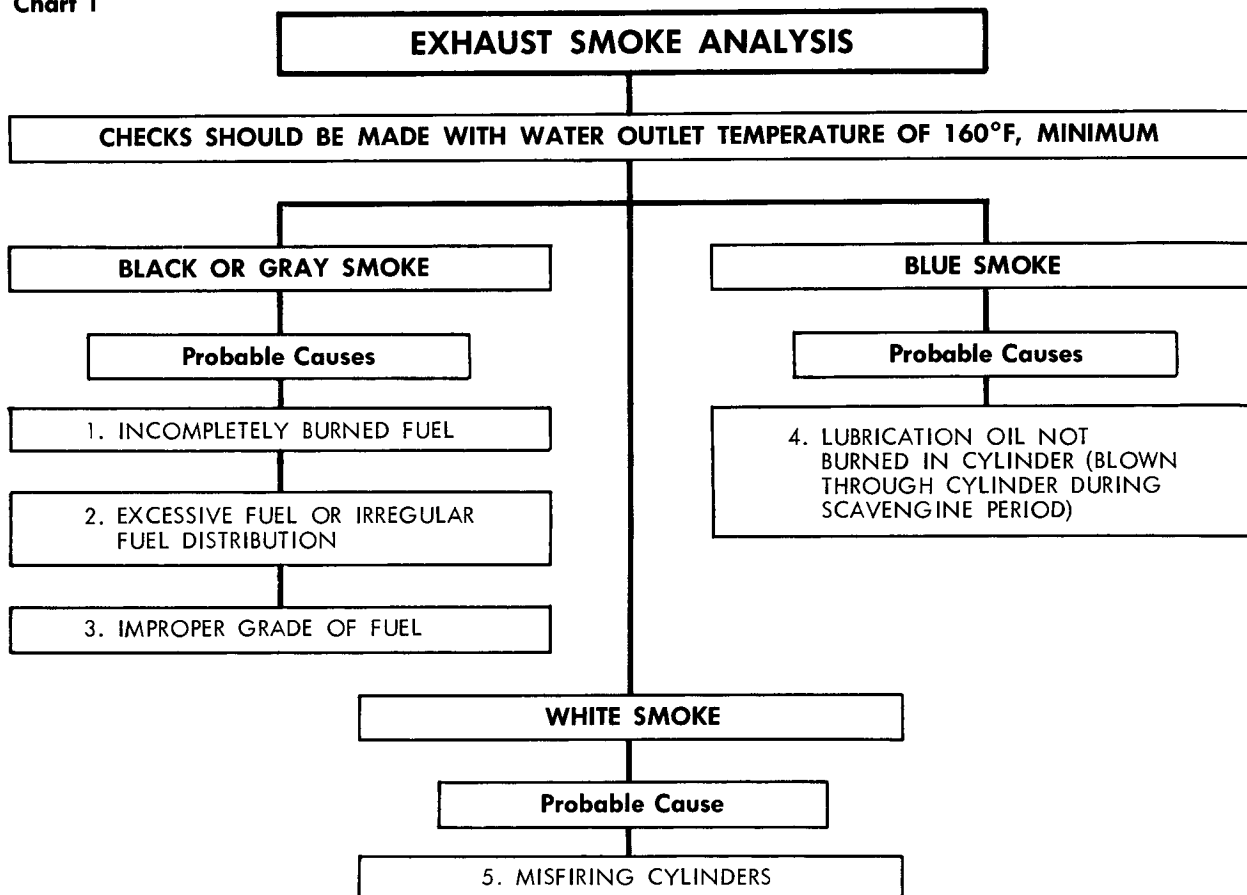 Chart 1
EXHAUST SMOKE ANALYSIS
CHECKS SHOULD BE MADE WITH WATER OUTLET TEMPERATURE OF 160°F, MINIMUM
BLACK OR GRAY SMOKE
Probable Causes
1. INCOMPLETELY BURNED FUEL
2. EXCESSIVE FUEL OR IRREGULAR
FUEL DISTRIBUTION
3. IMPROPER GRADE OF FUEL
BLUE SMOKE
Probable Causes
4. LUBRICATION OIL NOT
BURNED IN CYLINDER (BLOWN
THROUGH CYLINDER DURING
SCAVENGINE PERIOD)
WHITE SMOKE
Probable Cause
5. MISFIRING CYLINDERS